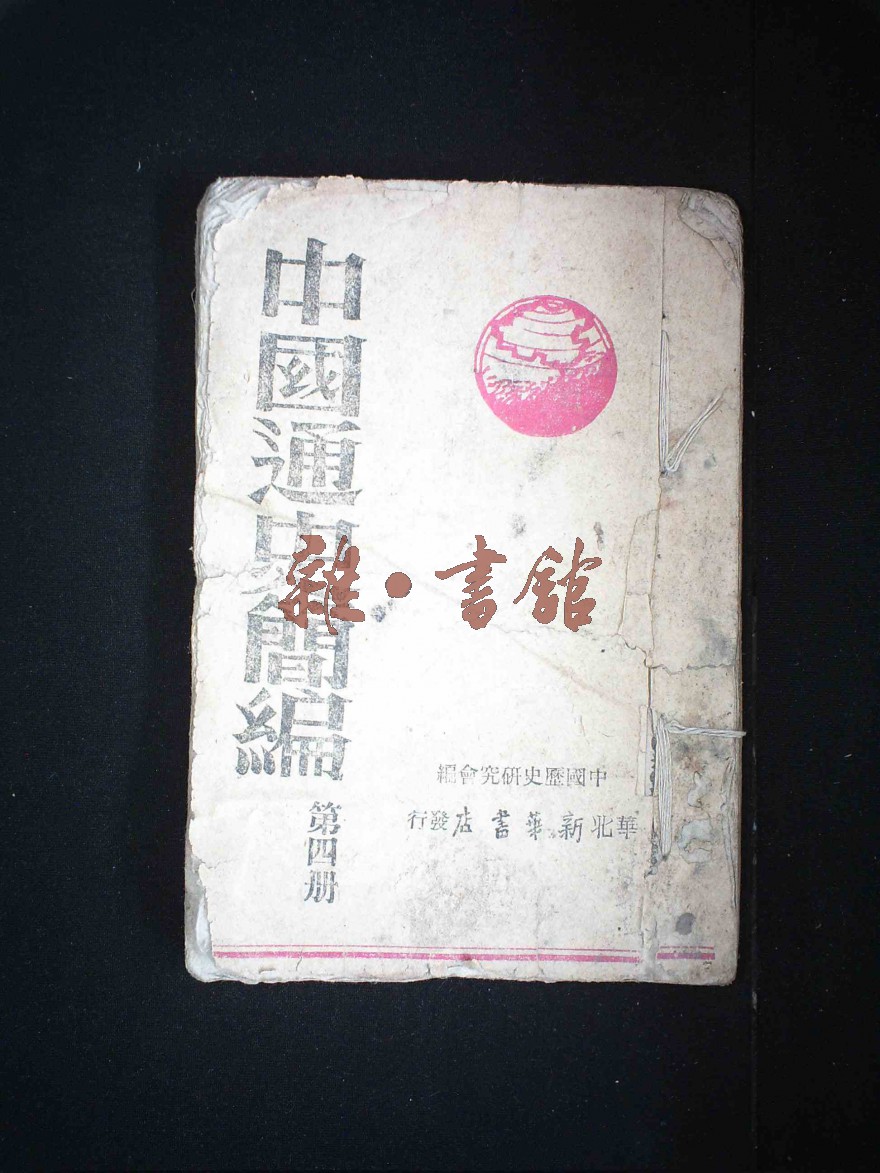 中國通史簡編
第四册
中國歷史研究會編
華北新華書店發行
雜·書舘